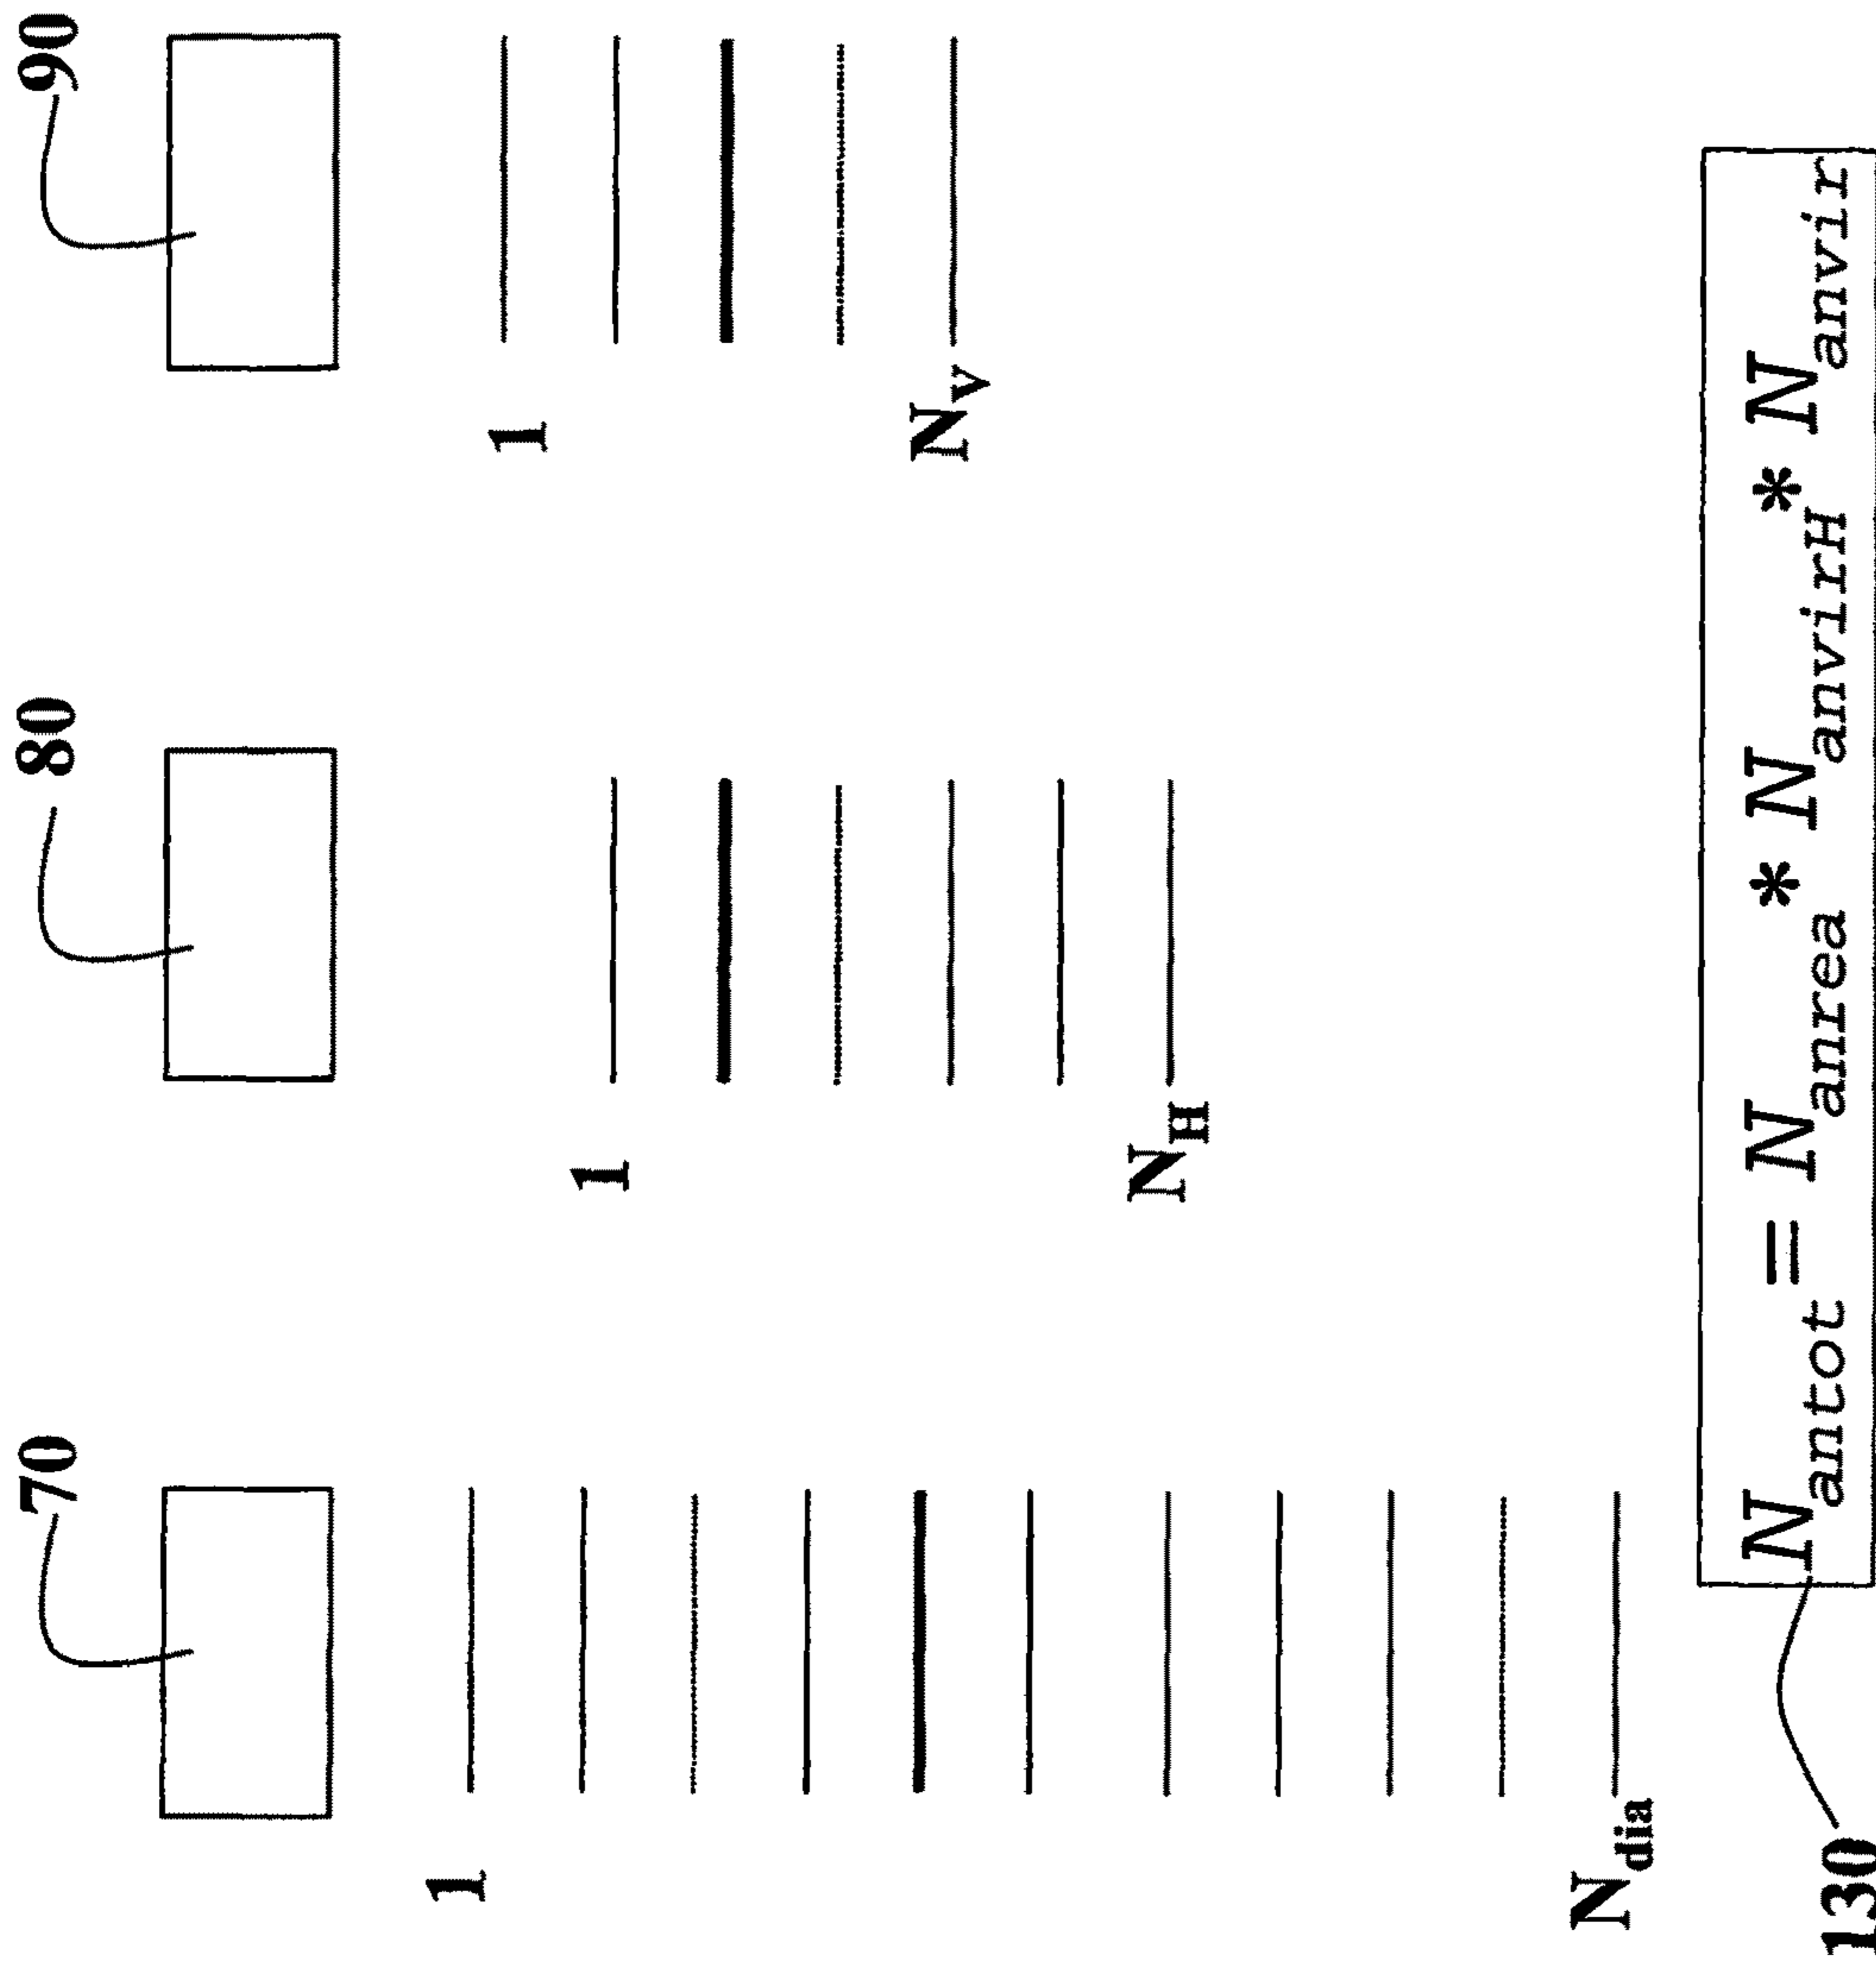 70
80
90
1
1
1
N_V
N_H
N_dia
130
N_antot = N_anrea * N_anvirH * N_anvir